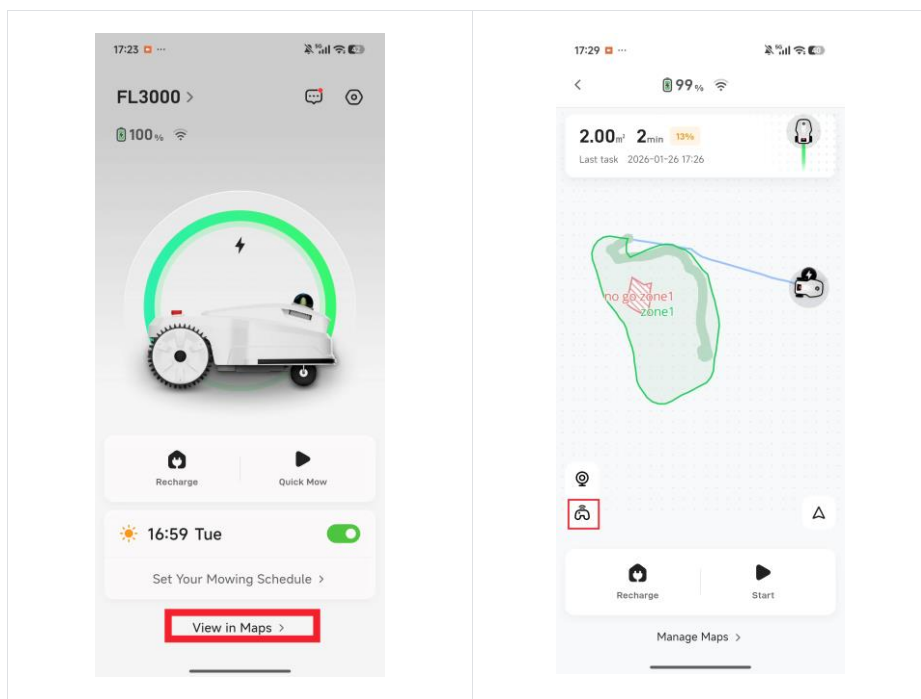 17:23 ...
5G
FL3000 >
100%
Recharge
Quick Mow
16:59 Tue
Set Your Mowing Schedule >
View in Maps >
17:29 ...
5G
< 99%
2.00m² 2min 13%
Last task 2026-01-26 17:26
no go zone1
zone1
Recharge
Start
Manage Maps >